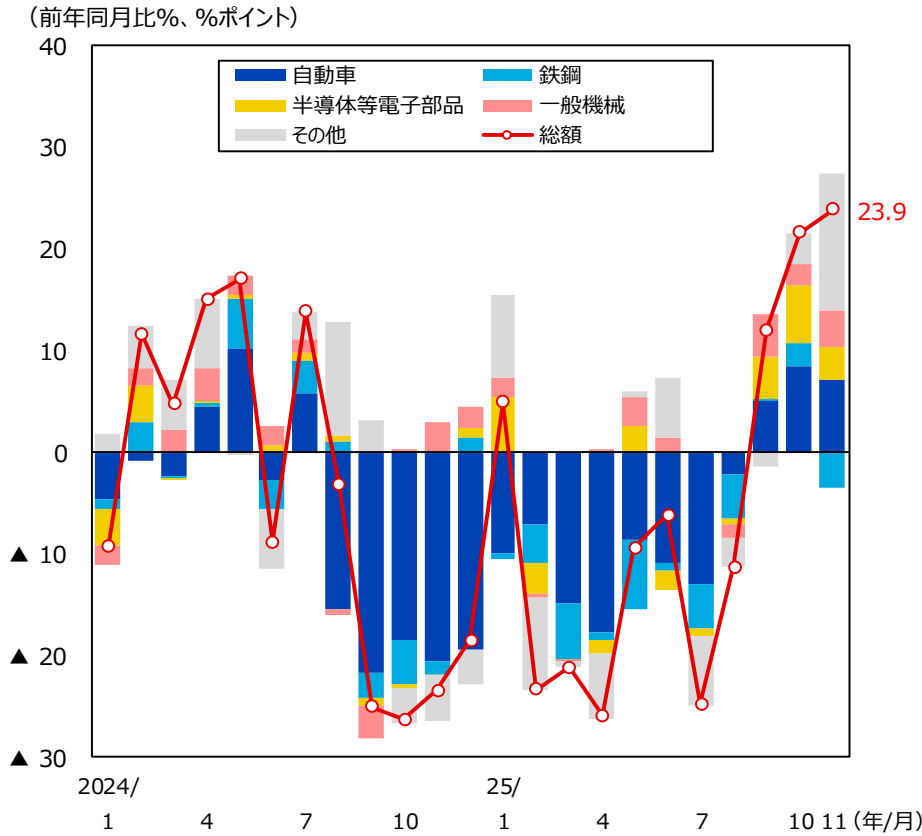 （前年同月比%、%ポイント）
40
自動車 鉄鋼
半導体等電子部品 一般機械
その他 総額
30
20
23.9
10
0
▲ 10
▲ 20
▲ 30
2024/ 25/
1 4 7 10 1 4 7 10 11 (年/月)